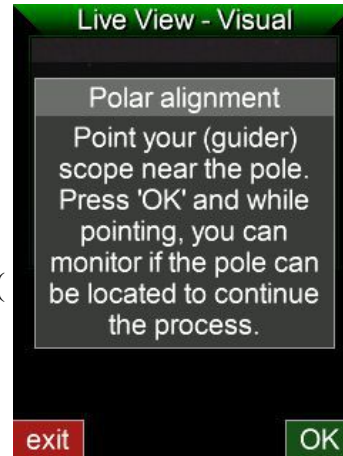 Live View - Visual
Polar alignment
Point your (guider)
scope near the pole.
Press 'OK' and while
pointing, you can
monitor if the pole can
be located to continue
the process.
exit
OK